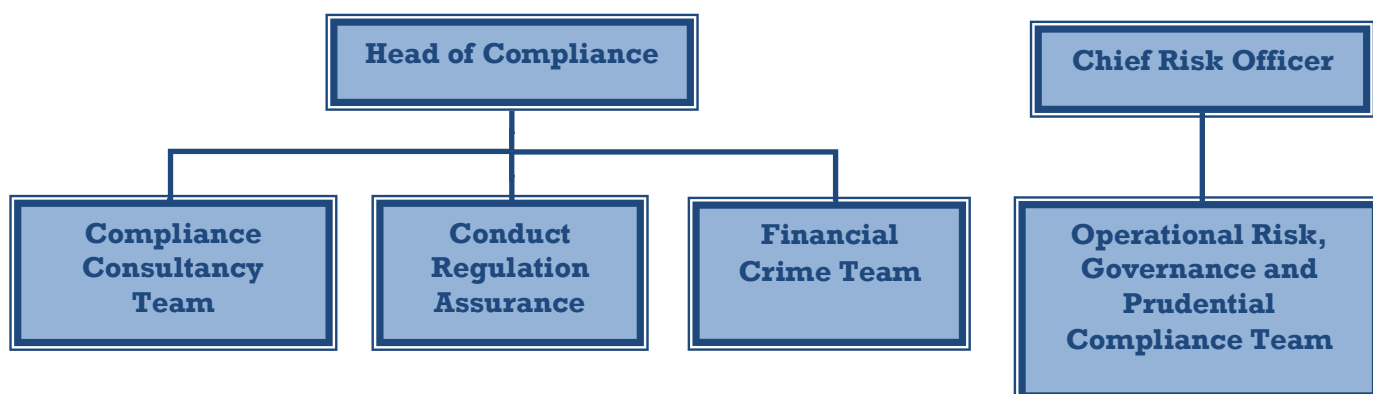 Head of Compliance
Chief Risk Officer
Compliance
Consultancy
Team
Conduct
Regulation
Assurance
Financial
Crime Team
Operational Risk,
Governance and
Prudential
Compliance Team